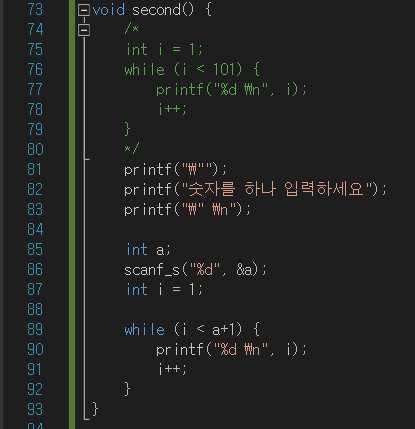 73 void second() {
74 /*
75 int i = 1;
76 while (i < 101) {
77 printf("%d ₩n", i);
78 i++;
79 }
80 */
81 printf("₩"");
82 printf("숫자를 하나 입력하세요");
83 printf("₩" ₩n");
84
85 int a;
86 scanf_s("%d", &a);
87 int i = 1;
88
89 while (i < a+1) {
90 printf("%d ₩n", i);
91 i++;
92 }
93 }